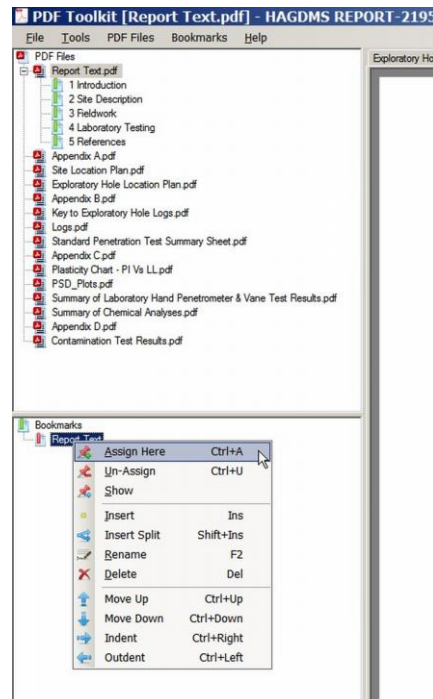 PDF Toolkit [Report Text.pdf] - HAGDMS REPORT-2195
File Tools PDF Files Bookmarks Help
PDF Files
Report Text.pdf
1 Introduction
2 Site Description
3 Fieldwork
4 Laboratory Testing
5 References
Appendix A.pdf
Site Location Plan.pdf
Exploratory Hole Location Plan.pdf
Appendix B.pdf
Key to Exploratory Hole Logs.pdf
Logs.pdf
Standard Penetration Test Summary Sheet.pdf
Appendix C.pdf
Plasticity Chart - PI Vs LL.pdf
PSD_Plots.pdf
Summary of Laboratory Hand Penetrometer & Vane Test Results.pdf
Summary of Chemical Analyses.pdf
Appendix D.pdf
Contamination Test Results.pdf
Exploratory Ho
Bookmarks
Report Text
Assign Here Ctrl+A
Un-Assign Ctrl+U
Show
Insert Ins
Insert Split Shift+Ins
Rename F2
Delete Del
Move Up Ctrl+Up
Move Down Ctrl+Down
Indent Ctrl+Right
Outdent Ctrl+Left